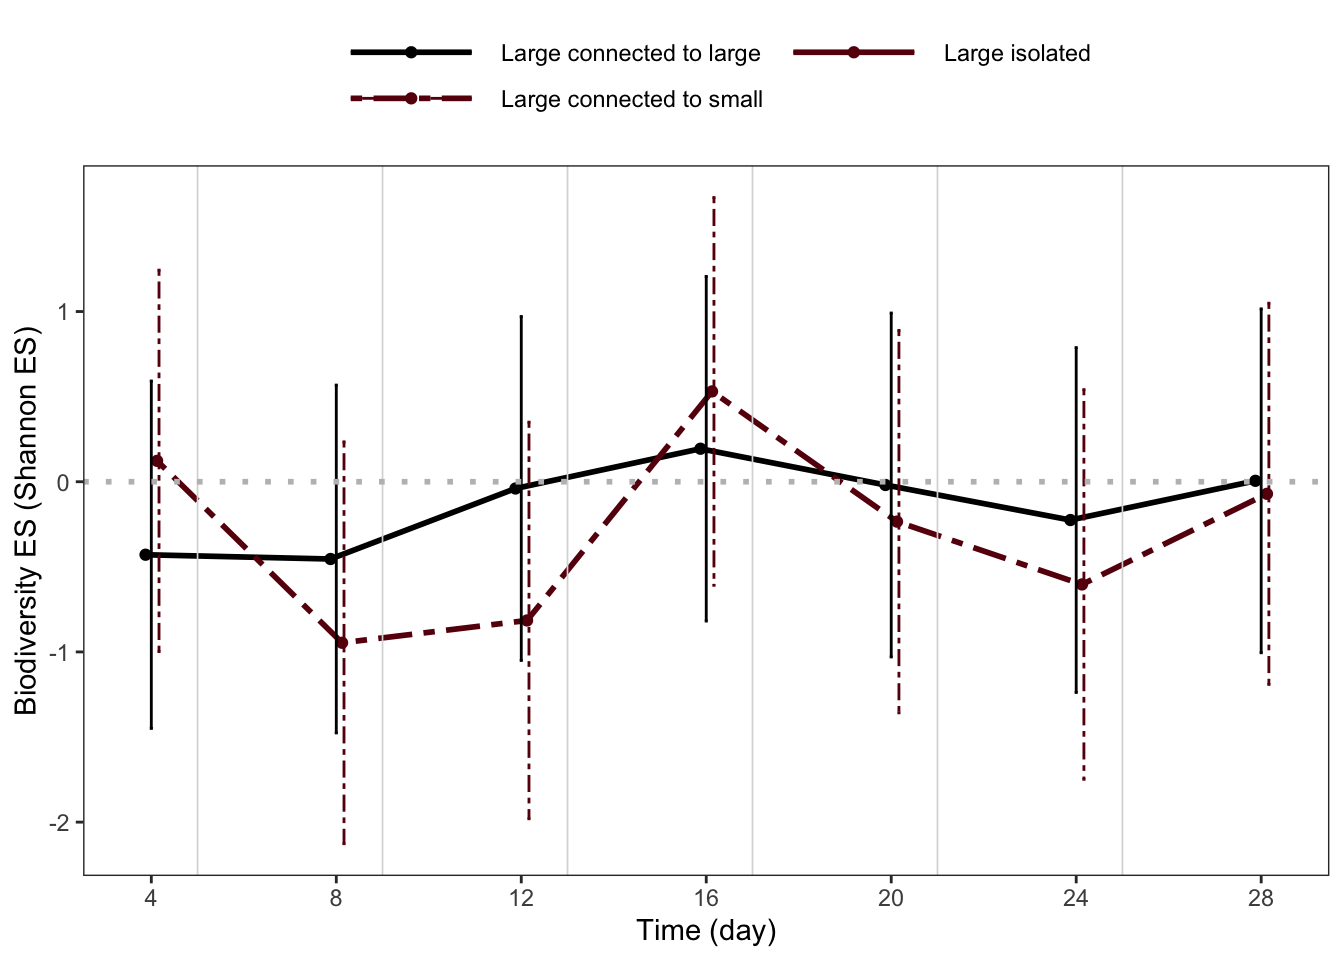 Large connected to large
Large isolated
Large connected to small
Biodiversity ES (Shannon ES)
1
0
-1
-2
4 8 12 16 20 24 28
Time (day)